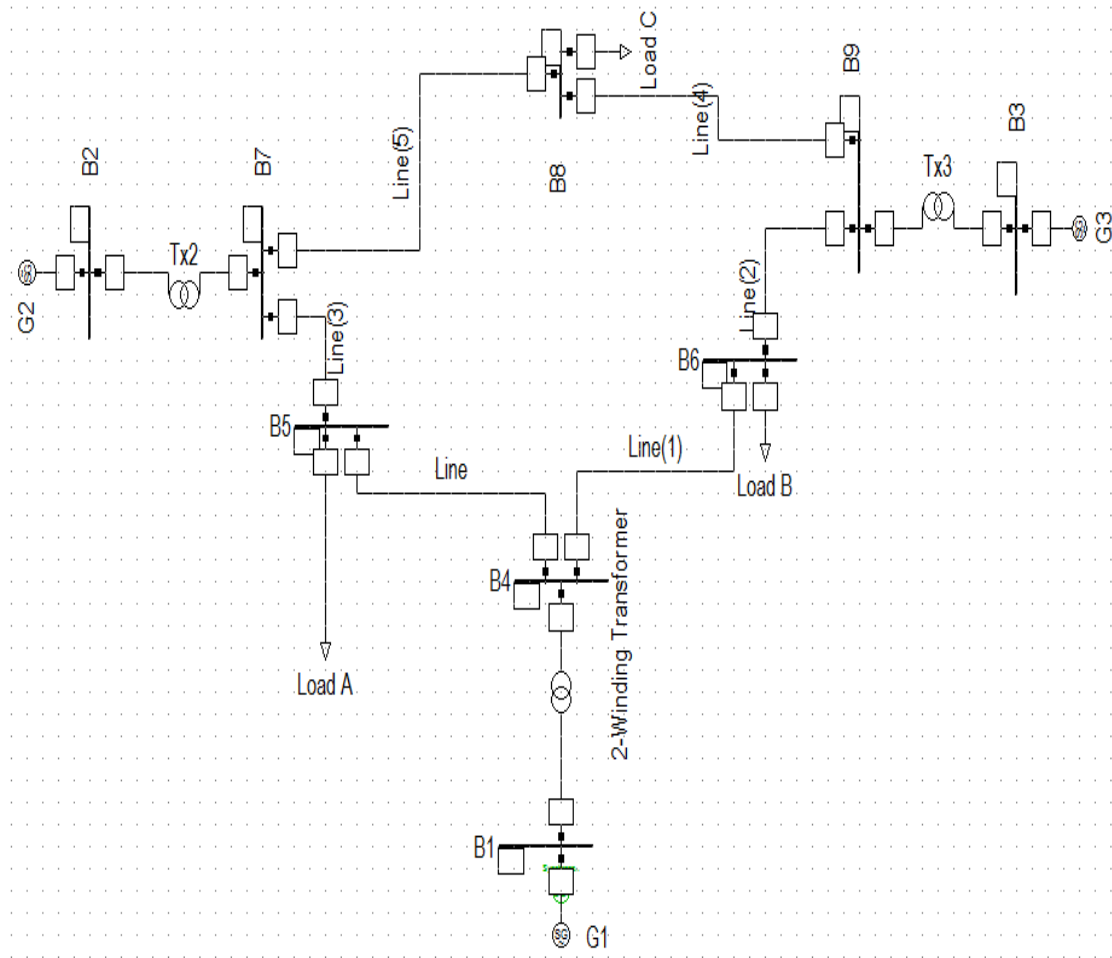 Load C
B9
Line(4)
B3
Line(5)
B2
B7
B8
Tx3
Tx2
G3
Line(2)
G2
Line(3)
B6
B5
Line
Line(1)
Load B
B4
2-Winding Transformer
Load A
B1
SG
G1